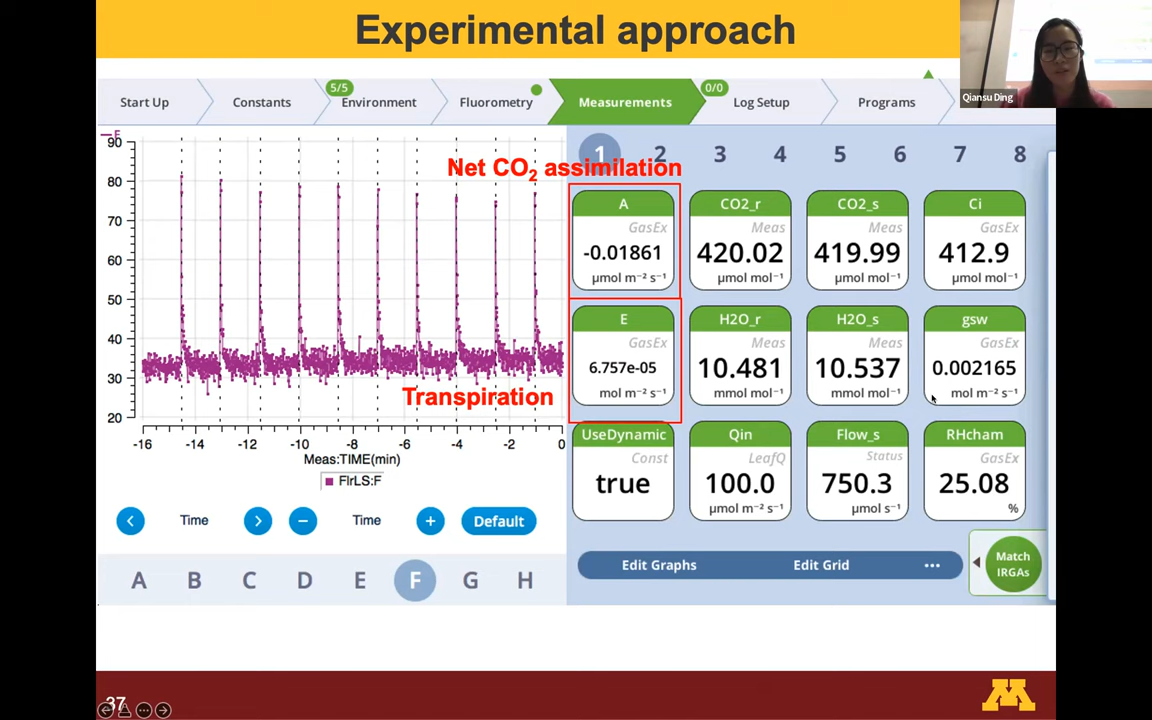 Experimental approach
Qiansu Ding
Start Up
Constants
5/5
Environment
Fluorometry
Measurements
0/0
Log Setup
Programs
F
90
80
70
60
50
40
30
20
-16 -14 -12 -10 -8 -6 -4 -2 0
Meas:TIME(min)
FlrLS:F
Net CO₂ assimilation
Transpiration
1 2 3 4 5 6 7 8
A
GasEx
-0.01861
µmol m⁻² s⁻¹
CO2_r
Meas
420.02
µmol mol⁻¹
CO2_s
Meas
419.99
µmol mol⁻¹
Ci
GasEx
412.9
µmol mol⁻¹
E
GasEx
6.757e-05
mol m⁻² s⁻¹
H2O_r
Meas
10.481
mmol mol⁻¹
H2O_s
Meas
10.537
mmol mol⁻¹
gsw
GasEx
0.002165
mol m⁻² s⁻¹
UseDynamic
Const
true
Qin
LeafQ
100.0
µmol m⁻² s⁻¹
Flow_s
Status
750.3
µmol s⁻¹
RHcham
GasEx
25.08
%
< Time > − Time + Default
A B C D E F G H
Edit Graphs Edit Grid ...
Match
IRGAs
37
M